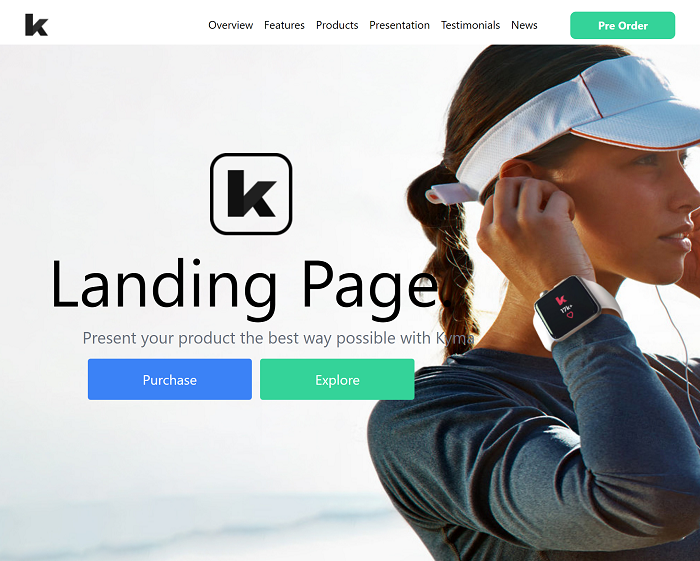 k
Overview Features Products Presentation Testimonials News Pre Order
k
Landing Page
Present your product the best way possible with Kyma
Purchase Explore
17k+